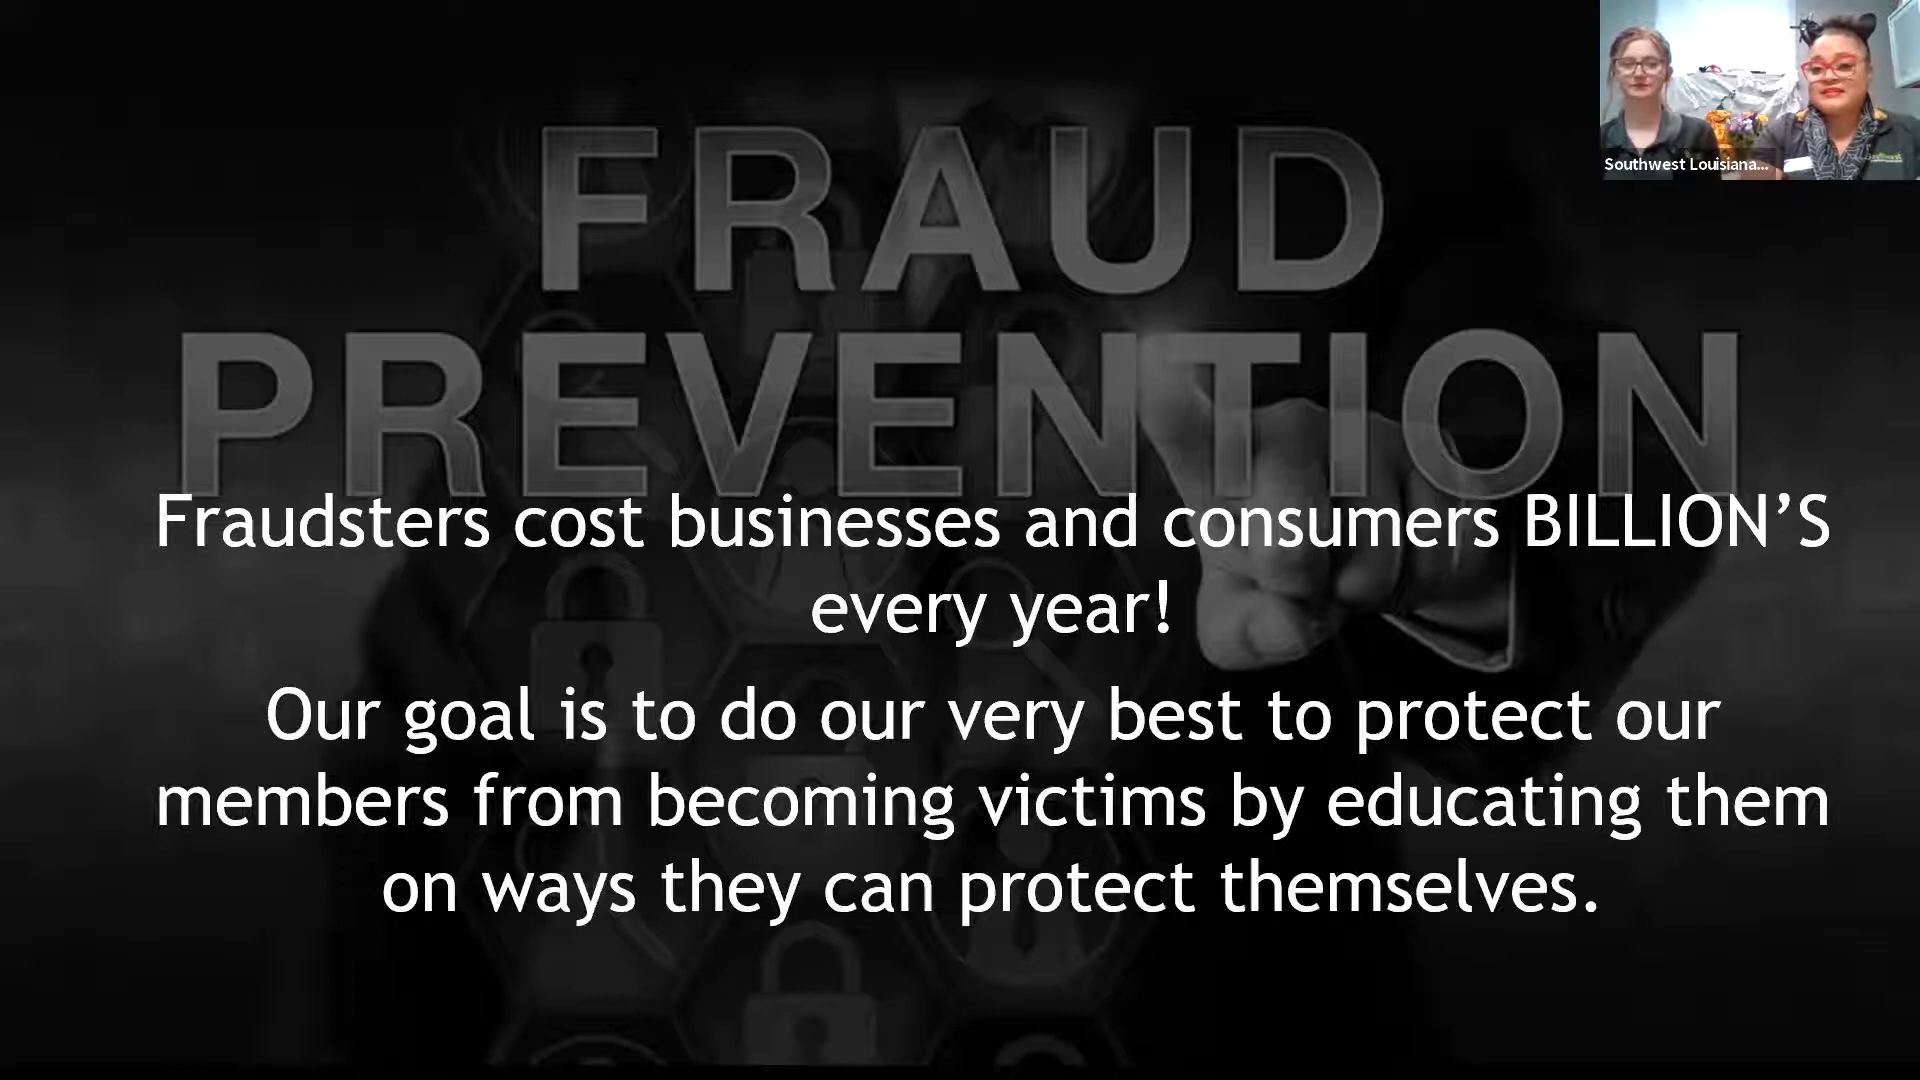 FRAUD
PREVENTION
Fraudsters cost businesses and consumers BILLION’S
every year!
Our goal is to do our very best to protect our
members from becoming victims by educating them
on ways they can protect themselves.
Southwest Louisiana...